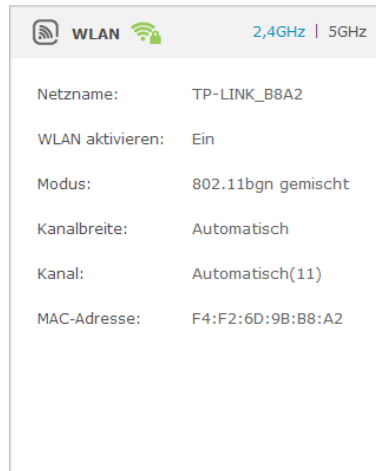 WLAN 2,4GHz | 5GHz
Netzname: TP-LINK_B8A2
WLAN aktivieren: Ein
Modus: 802.11bgn gemischt
Kanalbreite: Automatisch
Kanal: Automatisch(11)
MAC-Adresse: F4:F2:6D:9B:B8:A2